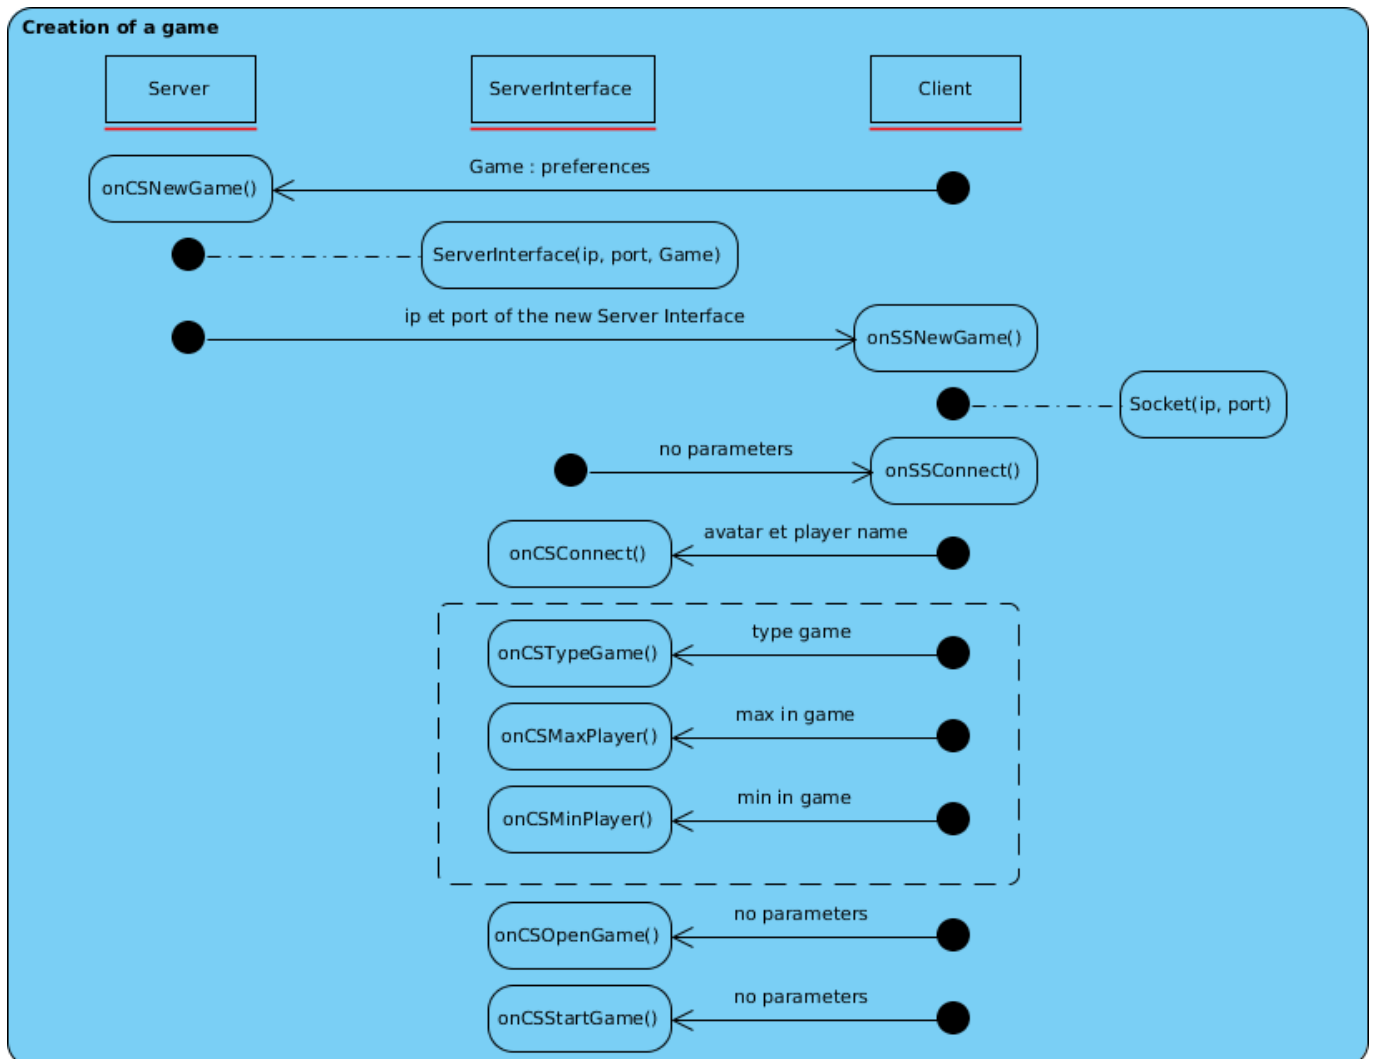 Creation of a game
Server
ServerInterface
Client
Game : preferences
onCSNewGame()
ServerInterface(ip, port, Game)
ip et port of the new Server Interface
onSSNewGame()
Socket(ip, port)
no parameters
onSSConnect()
avatar et player name
onCSConnect()
type game
onCSTypeGame()
max in game
onCSMaxPlayer()
min in game
onCSMinPlayer()
no parameters
onCSOpenGame()
no parameters
onCSStartGame()